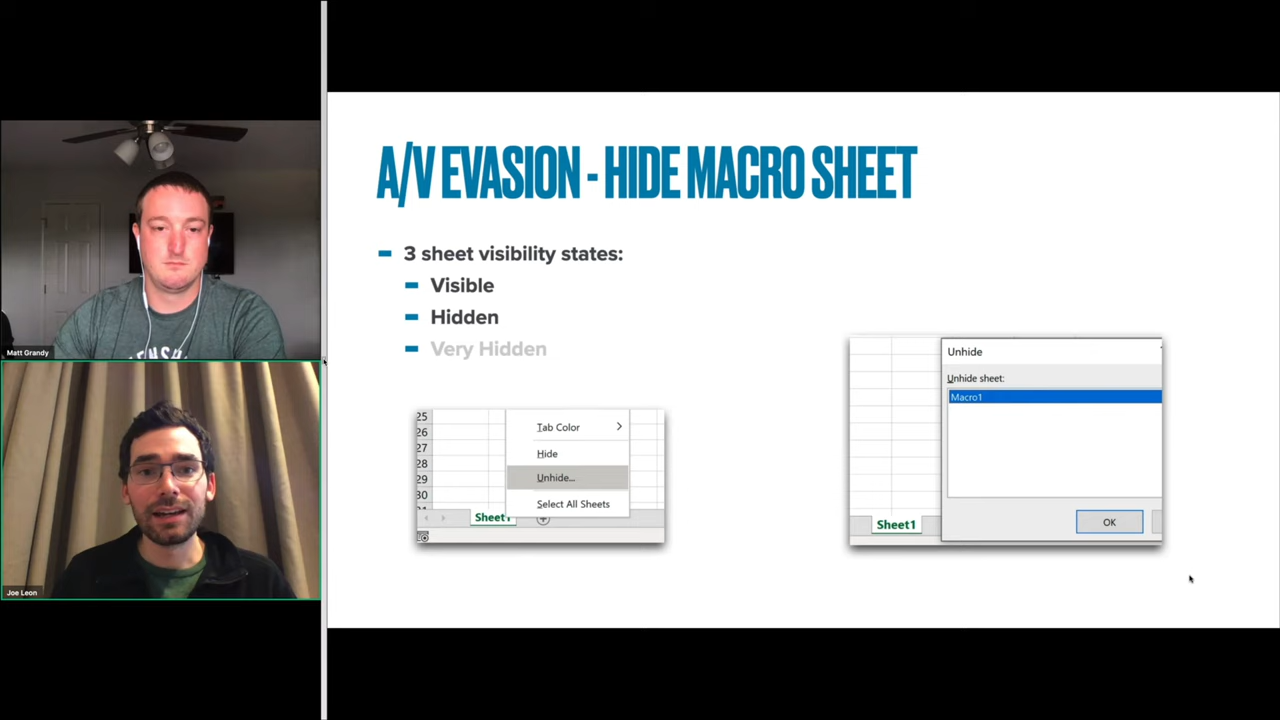 A/V EVASION - HIDE MACRO SHEET
3 sheet visibility states:
Visible
Hidden
Very Hidden
25
26
27
28
29
30
Tab Color
Hide
Unhide...
Select All Sheets
Sheet1
Unhide
Unhide sheet:
Macro1
OK
Sheet1
Matt Grandy
Joe Leon